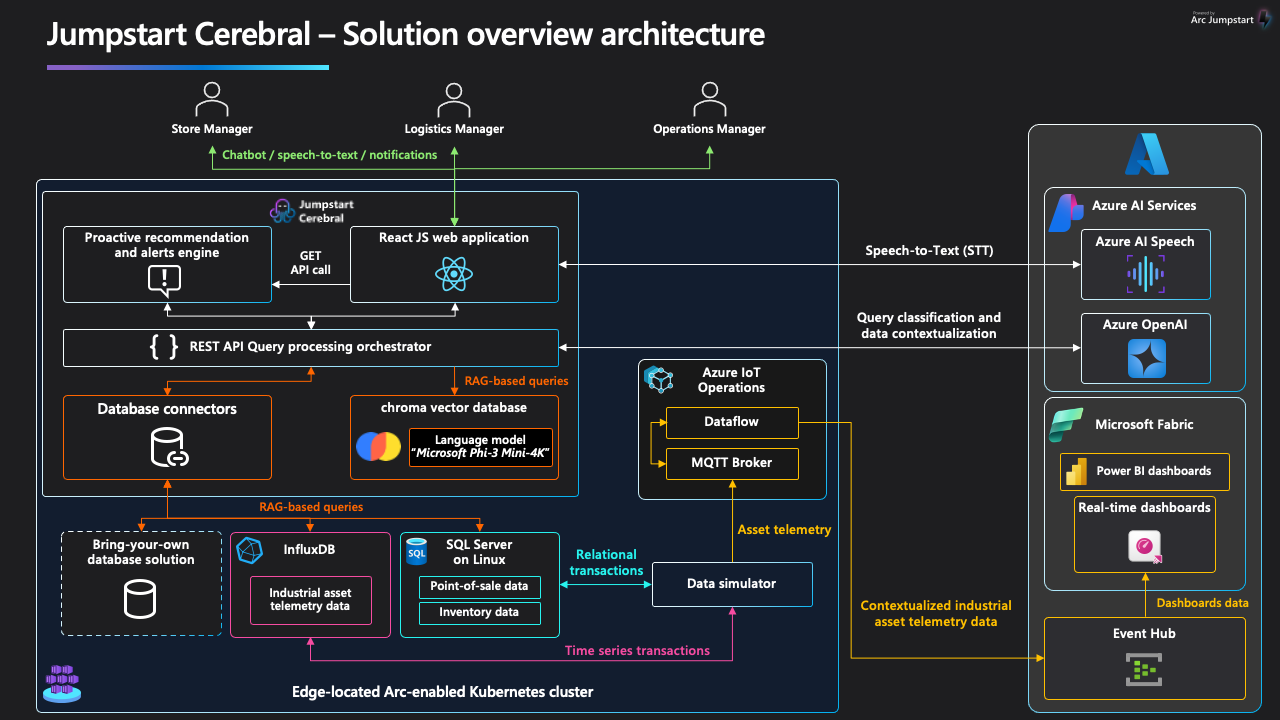 Jumpstart Cerebral – Solution overview architecture
Powered by
Arc Jumpstart
Store Manager
Logistics Manager
Operations Manager
Chatbot / speech-to-text / notifications
Jumpstart
Cerebral
Proactive recommendation
and alerts engine
GET
API call
React JS web application
Speech-to-Text (STT)
Azure AI Services
Azure AI Speech
{ } REST API Query processing orchestrator
Query classification and
data contextualization
Azure OpenAI
RAG-based queries
Database connectors
chroma vector database
Language model
"Microsoft Phi-3 Mini-4K"
Azure IoT
Operations
Dataflow
MQTT Broker
Microsoft Fabric
Power BI dashboards
Real-time dashboards
RAG-based queries
Asset telemetry
Bring-your-own
database solution
InfluxDB
Industrial asset
telemetry data
SQL
SQL Server
on Linux
Point-of-sale data
Inventory data
Relational
transactions
Data simulator
Contextualized industrial
asset telemetry data
Dashboards data
Event Hub
Time series transactions
Edge-located Arc-enabled Kubernetes cluster